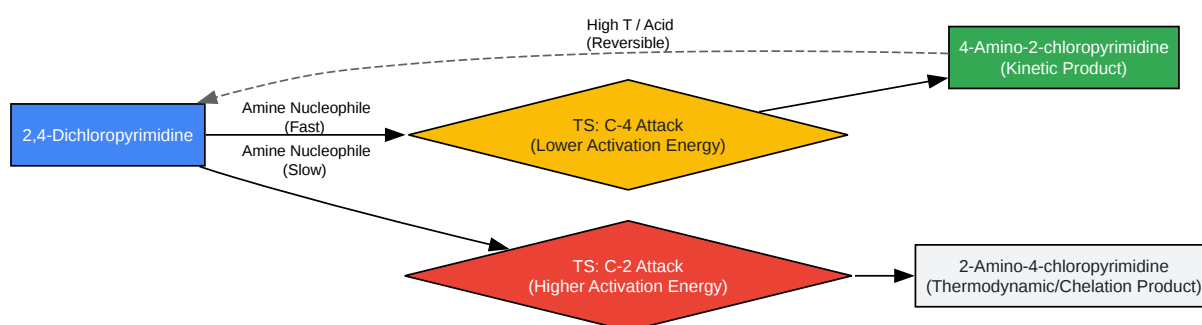 High T / Acid
(Reversible)
4-Amino-2-chloropyrimidine
(Kinetic Product)
2,4-Dichloropyrimidine
Amine Nucleophile
(Fast)
TS: C-4 Attack
(Lower Activation Energy)
Amine Nucleophile
(Slow)
TS: C-2 Attack
(Higher Activation Energy)
2-Amino-4-chloropyrimidine
(Thermodynamic/Chelation Product)